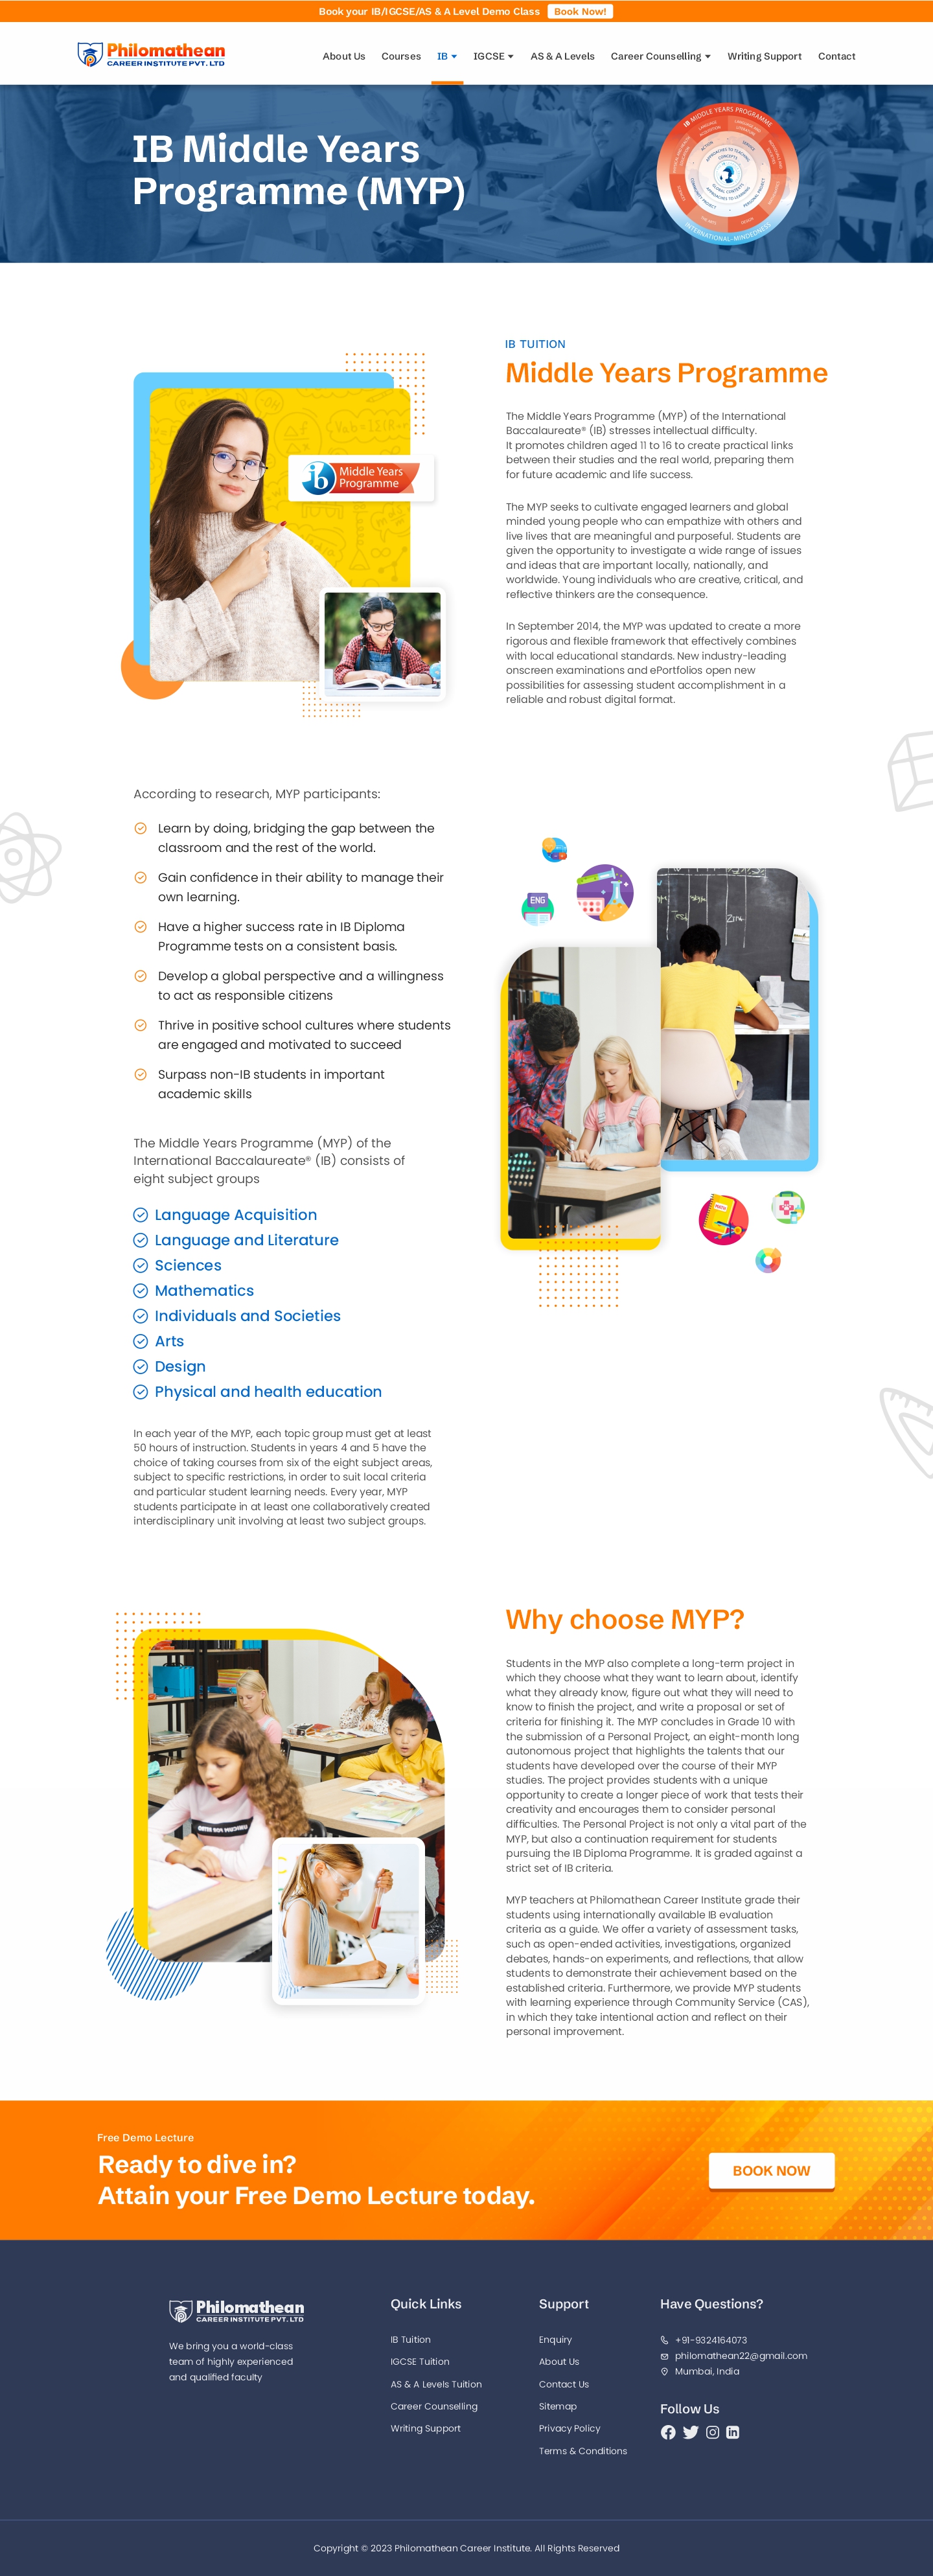 Book your IB/IGCSE/AS & A Level Demo Class Book Now!
Philomathean
CAREER INSTITUTE PVT. LTD
About Us Courses IB IGCSE AS & A Levels Career Counselling Writing Support Contact
IB Middle Years
Programme (MYP)
IB MIDDLE YEARS PROGRAMME
APPROACHES TO TEACHING
CONCEPTS
GLOBAL CONTEXTS
APPROACHES TO LEARNING
INTERNATIONAL-MINDEDNESS
IB TUITION
Middle Years Programme
ib Middle Years
Programme
The Middle Years Programme (MYP) of the International
Baccalaureate® (IB) stresses intellectual difficulty.
It promotes children aged 11 to 16 to create practical links
between their studies and the real world, preparing them
for future academic and life success.
The MYP seeks to cultivate engaged learners and global
minded young people who can empathize with others and
live lives that are meaningful and purposeful. Students are
given the opportunity to investigate a wide range of issues
and ideas that are important locally, nationally, and
worldwide. Young individuals who are creative, critical, and
reflective thinkers are the consequence.
In September 2014, the MYP was updated to create a more
rigorous and flexible framework that effectively combines
with local educational standards. New industry-leading
onscreen examinations and ePortfolios open new
possibilities for assessing student accomplishment in a
reliable and robust digital format.
According to research, MYP participants:
Learn by doing, bridging the gap between the
classroom and the rest of the world.
Gain confidence in their ability to manage their
own learning.
Have a higher success rate in IB Diploma
Programme tests on a consistent basis.
Develop a global perspective and a willingness
to act as responsible citizens
Thrive in positive school cultures where students
are engaged and motivated to succeed
Surpass non-IB students in important
academic skills
ENG
MATH
The Middle Years Programme (MYP) of the
International Baccalaureate® (IB) consists of
eight subject groups
Language Acquisition
Language and Literature
Sciences
Mathematics
Individuals and Societies
Arts
Design
Physical and health education
In each year of the MYP, each topic group must get at least
50 hours of instruction. Students in years 4 and 5 have the
choice of taking courses from six of the eight subject areas,
subject to specific restrictions, in order to suit local criteria
and particular student learning needs. Every year, MYP
students participate in at least one collaboratively created
interdisciplinary unit involving at least two subject groups.
Why choose MYP?
Students in the MYP also complete a long-term project in
which they choose what they want to learn about, identify
what they already know, figure out what they will need to
know to finish the project, and write a proposal or set of
criteria for finishing it. The MYP concludes in Grade 10 with
the submission of a Personal Project, an eight-month long
autonomous project that highlights the talents that our
students have developed over the course of their MYP
studies. The project provides students with a unique
opportunity to create a longer piece of work that tests their
creativity and encourages them to consider personal
difficulties. The Personal Project is not only a vital part of the
MYP, but also a continuation requirement for students
pursuing the IB Diploma Programme. It is graded against a
strict set of IB criteria.
MYP teachers at Philomathean Career Institute grade their
students using internationally available IB evaluation
criteria as a guide. We offer a variety of assessment tasks,
such as open-ended activities, investigations, organized
debates, hands-on experiments, and reflections, that allow
students to demonstrate their achievement based on the
established criteria. Furthermore, we provide MYP students
with learning experience through Community Service (CAS),
in which they take intentional action and reflect on their
personal improvement.
Free Demo Lecture
Ready to dive in?
Attain your Free Demo Lecture today.
BOOK NOW
Philomathean
CAREER INSTITUTE PVT. LTD
We bring you a world-class
team of highly experienced
and qualified faculty
Quick Links
IB Tuition
IGCSE Tuition
AS & A Levels Tuition
Career Counselling
Writing Support
Support
Enquiry
About Us
Contact Us
Sitemap
Privacy Policy
Terms & Conditions
Have Questions?
+91-9324164073
philomathean22@gmail.com
Mumbai, India
Follow Us
Copyright © 2023 Philomathean Career Institute. All Rights Reserved